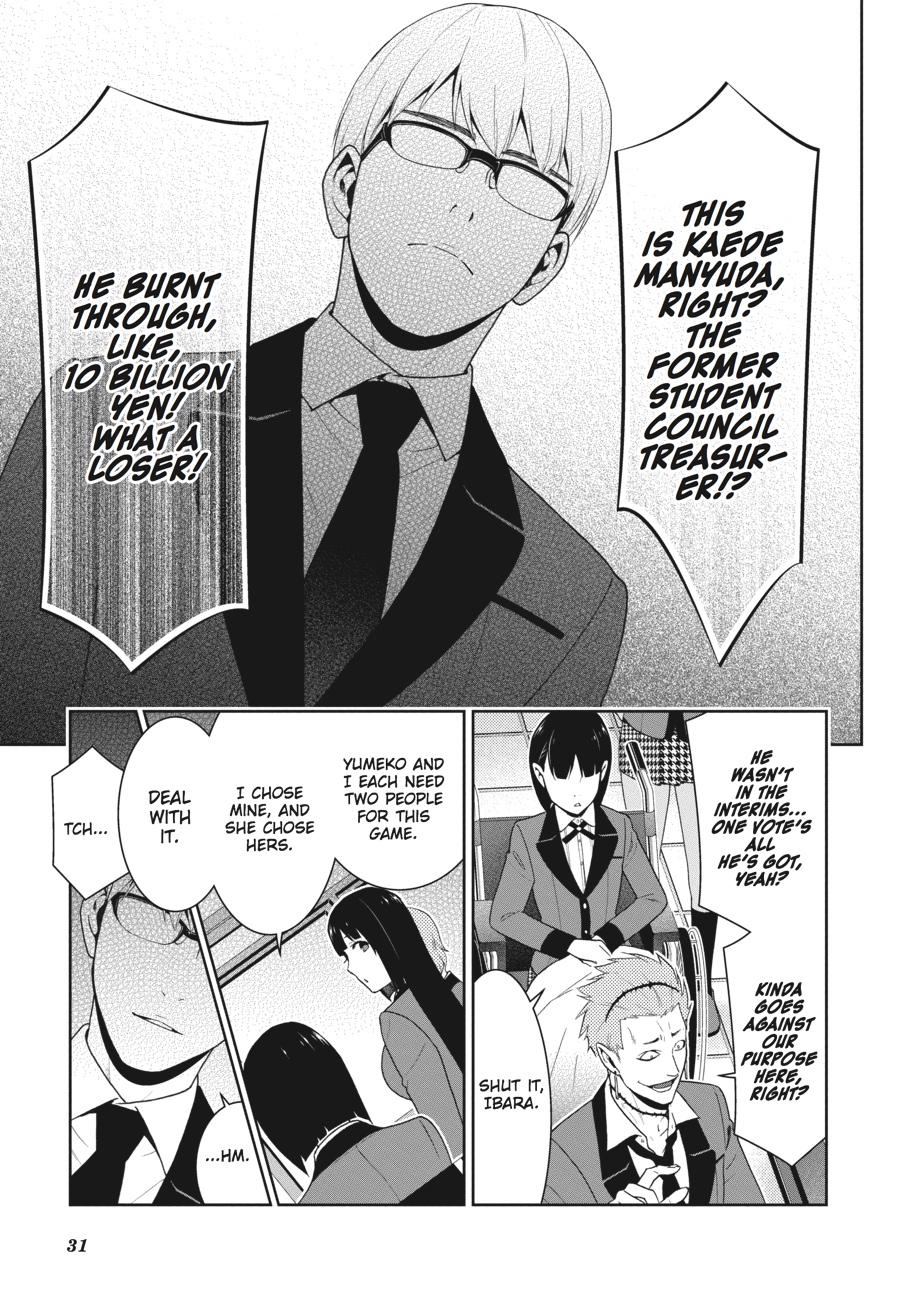 THIS
IS KAEDE
MANYUDA,
RIGHT?
THE
FORMER
STUDENT
COUNCIL
TREASUR-
ER!?
HE BURNT
THROUGH,
LIKE,
10 BILLION
YEN!
WHAT A
LOSER!
HE
WASN'T
IN THE
INTERIMS...
ONE VOTE'S
ALL
HE'S GOT,
YEAH?
KINDA
GOES
AGAINST
OUR
PURPOSE
HERE,
RIGHT?
SHUT IT,
IBARA.
YUMEKO AND
I EACH NEED
TWO PEOPLE
FOR THIS
GAME.
I CHOSE
MINE, AND
SHE CHOSE
HERS.
DEAL
WITH
IT.
TCH...
...HM.
31